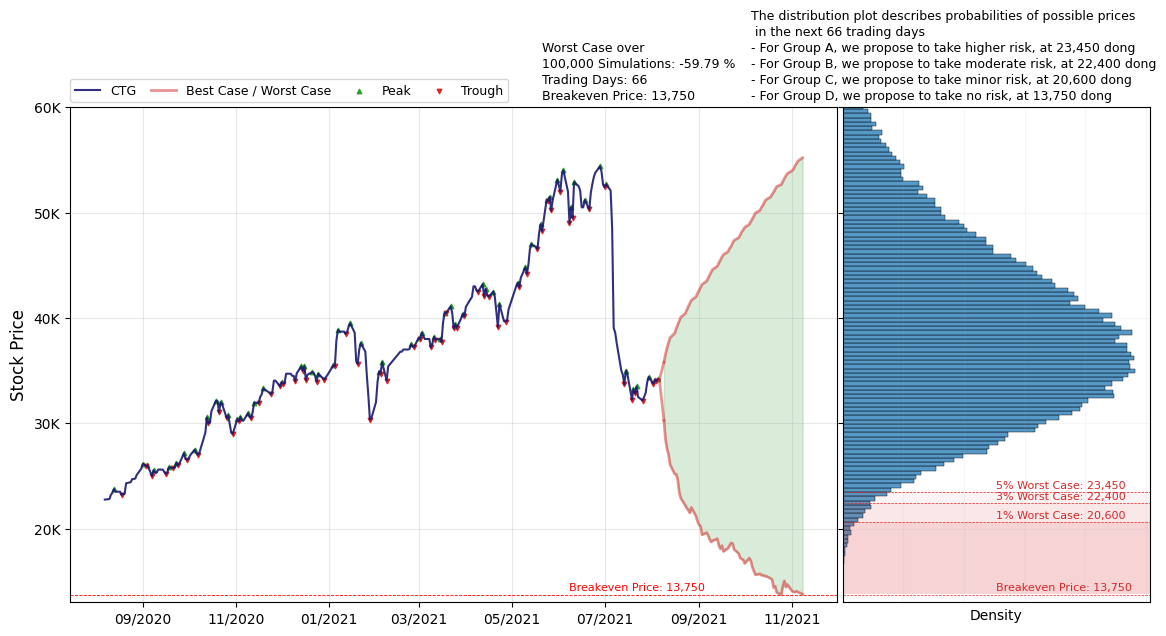 The distribution plot describes probabilities of possible prices
in the next 66 trading days
- For Group A, we propose to take higher risk, at 23,450 dong
- For Group B, we propose to take moderate risk, at 22,400 dong
- For Group C, we propose to take minor risk, at 20,600 dong
- For Group D, we propose to take no risk, at 13,750 dong
Worst Case over
100,000 Simulations: -59.79 %
Trading Days: 66
Breakeven Price: 13,750
CTG Best Case / Worst Case Peak Trough
60K
50K
40K
30K
20K
Stock Price
Breakeven Price: 13,750
09/2020 11/2020 01/2021 03/2021 05/2021 07/2021 09/2021 11/2021
5% Worst Case: 23,450
3% Worst Case: 22,400
1% Worst Case: 20,600
Breakeven Price: 13,750
Density